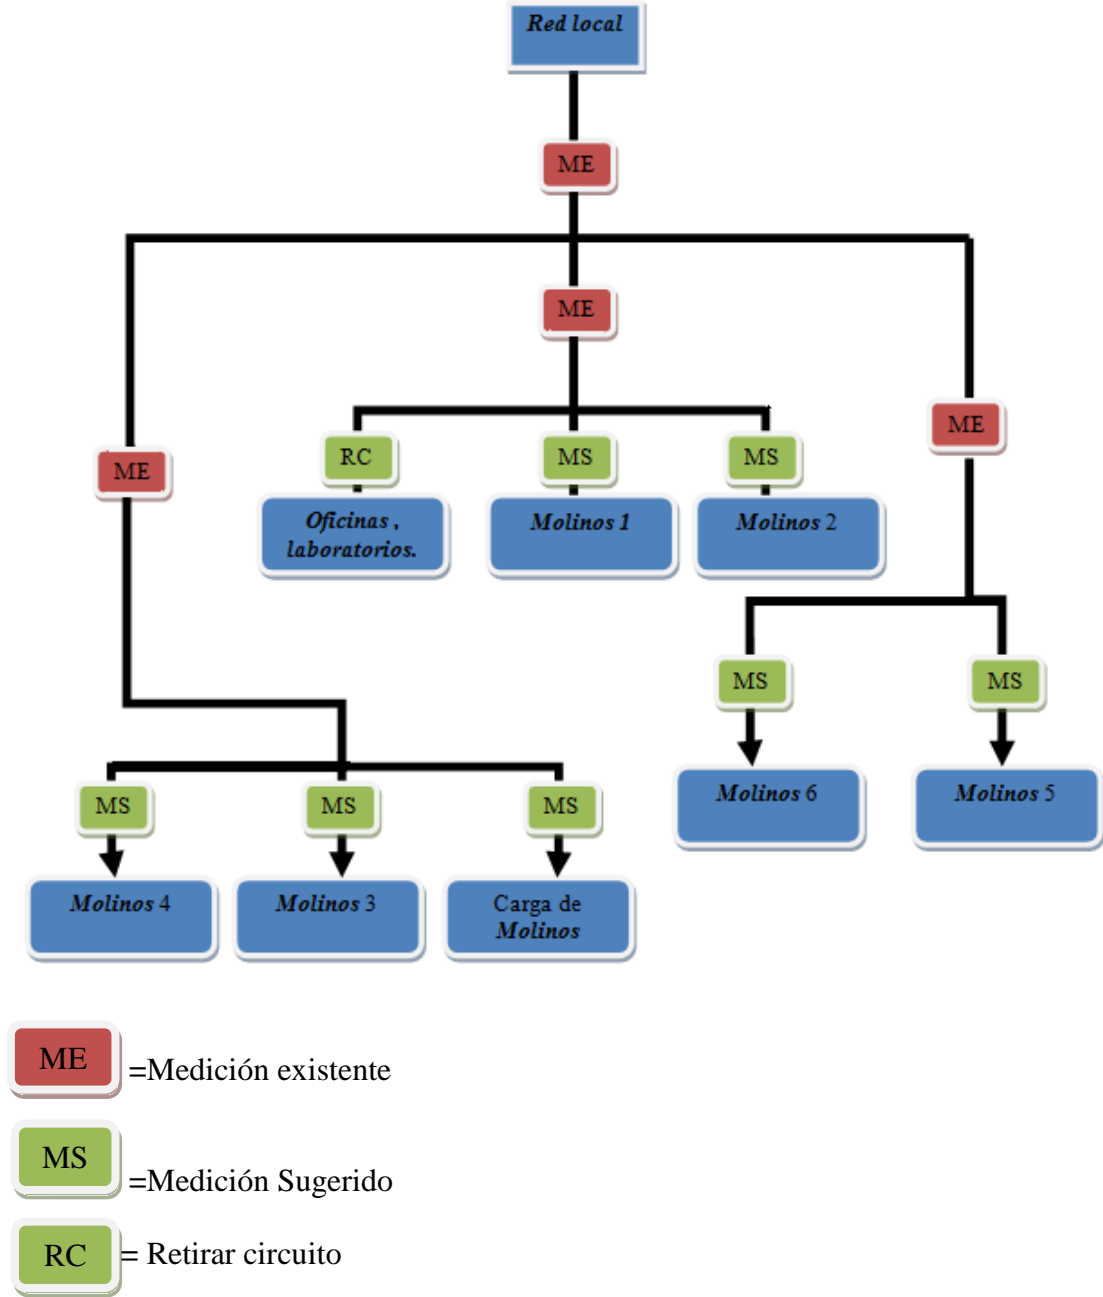 Red local
ME
ME
ME
ME
RC
MS
MS
Oficinas ,
laboratorios.
Molinos 1
Molinos 2
MS
MS
Molinos 6
Molinos 5
MS
MS
MS
Molinos 4
Molinos 3
Carga de
Molinos
ME =Medición existente
MS =Medición Sugerido
RC = Retirar circuito